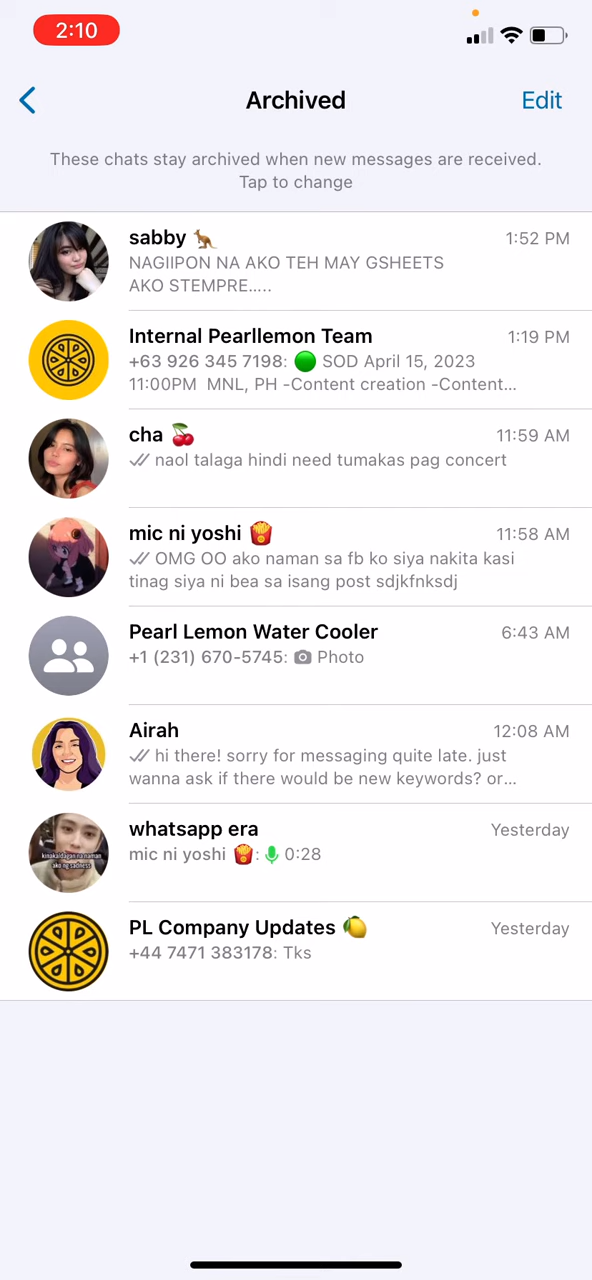 2:10
Archived
Edit
These chats stay archived when new messages are received.
Tap to change
sabby 🦘
1:52 PM
NAGIIPON NA AKO TEH MAY GSHEETS
AKO STEMPRE.....
Internal Pearllemon Team
1:19 PM
+63 926 345 7198: 🟢 SOD April 15, 2023
11:00PM MNL, PH -Content creation -Content...
cha 🍒
11:59 AM
naol talaga hindi need tumakas pag concert
mic ni yoshi 🍟
11:58 AM
OMG OO ako naman sa fb ko siya nakita kasi
tinag siya ni bea sa isang post sdjkfnksdj
Pearl Lemon Water Cooler
6:43 AM
+1 (231) 670-5745: 📷 Photo
Airah
12:08 AM
hi there! sorry for messaging quite late. just
wanna ask if there would be new keywords? or...
whatsapp era
Yesterday
mic ni yoshi 🍟: 🎤 0:28
kinakaldagan na naman
ako ng sadness
PL Company Updates 🍋
Yesterday
+44 7471 383178: Tks